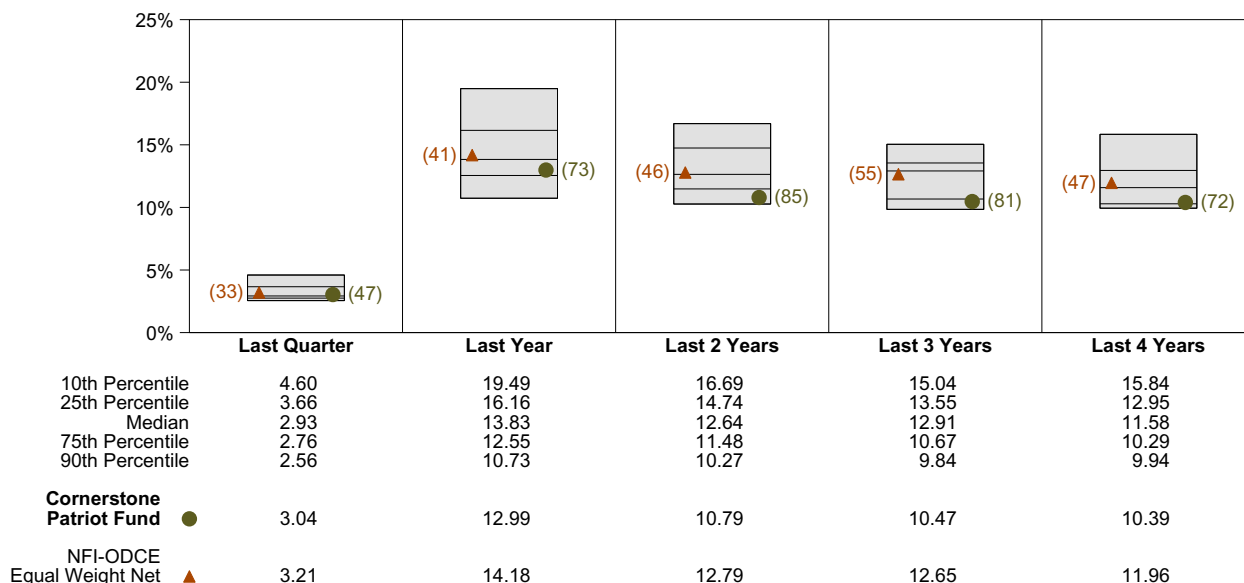 25%
20%
15%
10%
5%
0%
(33) (47)
(41) (73)
(46) (85)
(55) (81)
(47) (72)
Last Quarter Last Year Last 2 Years Last 3 Years Last 4 Years
10th Percentile 4.60 19.49 16.69 15.04 15.84
25th Percentile 3.66 16.16 14.74 13.55 12.95
Median 2.93 13.83 12.64 12.91 11.58
75th Percentile 2.76 12.55 11.48 10.67 10.29
90th Percentile 2.56 10.73 10.27 9.84 9.94
Cornerstone
Patriot Fund 3.04 12.99 10.79 10.47 10.39
NFI-ODCE
Equal Weight Net 3.21 14.18 12.79 12.65 11.96